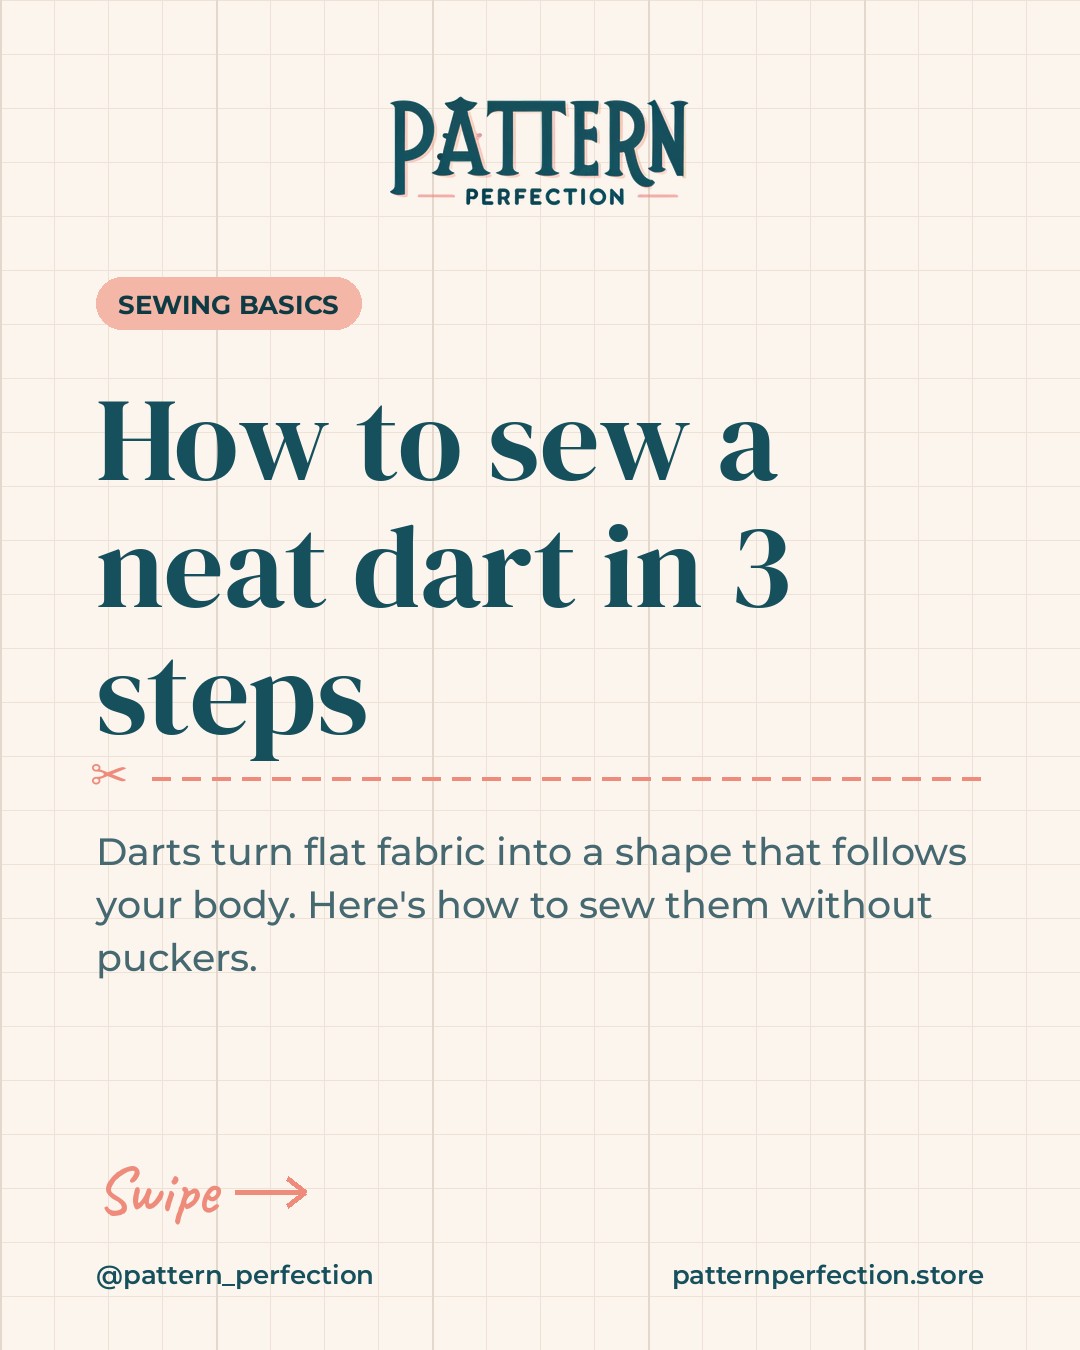 PATTERN
PERFECTION
SEWING BASICS
How to sew a
neat dart in 3
steps
Darts turn flat fabric into a shape that follows
your body. Here's how to sew them without
puckers.
Swipe
@pattern_perfection
patternperfection.store